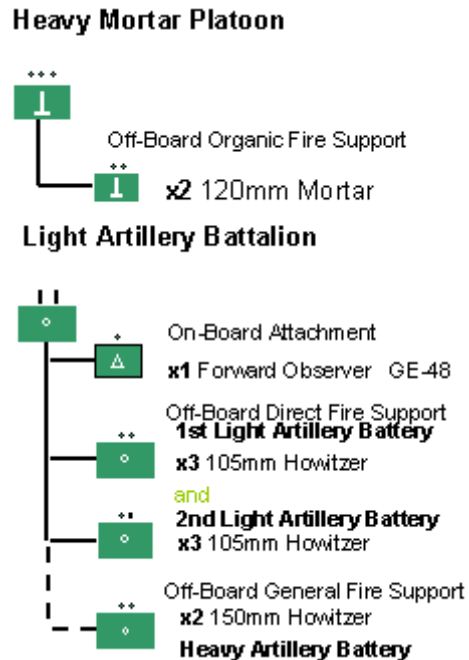 Heavy Mortar Platoon
Off-Board Organic Fire Support
x2 120mm Mortar
Light Artillery Battalion
On-Board Attachment
x1 Forward Observer GE-48
Off-Board Direct Fire Support
1st Light Artillery Battery
x3 105mm Howitzer
and
2nd Light Artillery Battery
x3 105mm Howitzer
Off-Board General Fire Support
x2 150mm Howitzer
Heavy Artillery Battery